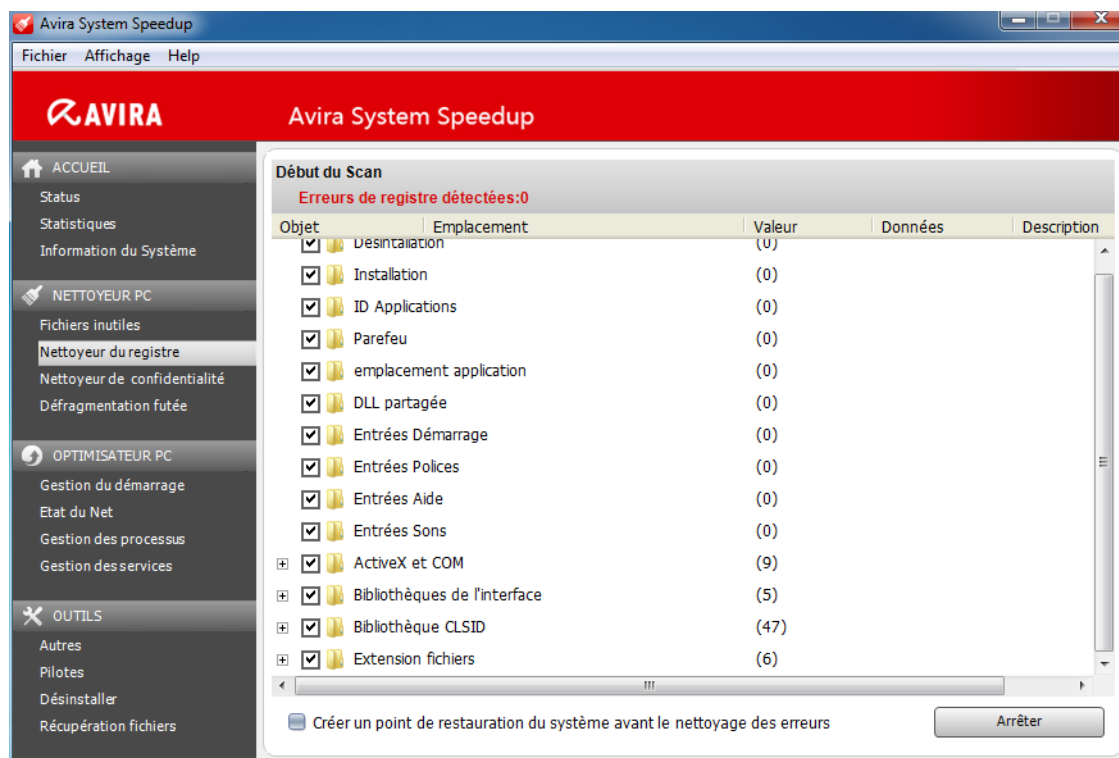 Avira System Speedup
Fichier Affichage Help
AVIRA
Avira System Speedup
ACCUEIL
Status
Statistiques
Information du Système
NETTOYEUR PC
Fichiers inutiles
Nettoyeur du registre
Nettoyeur de confidentialité
Défragmentation futée
OPTIMISATEUR PC
Gestion du démarrage
Etat du Net
Gestion des processus
Gestion des services
OUTILS
Autres
Pilotes
Désinstaller
Récupération fichiers
Début du Scan
Erreurs de registre détectées:0
Objet Emplacement Valeur Données Description
Désintallation (0)
Installation (0)
ID Applications (0)
Parefeu (0)
emplacement application (0)
DLL partagée (0)
Entrées Démarrage (0)
Entrées Polices (0)
Entrées Aide (0)
Entrées Sons (0)
ActiveX et COM (9)
Bibliothèques de l'interface (5)
Bibliothèque CLSID (47)
Extension fichiers (6)
Créer un point de restauration du système avant le nettoyage des erreurs
Arrêter